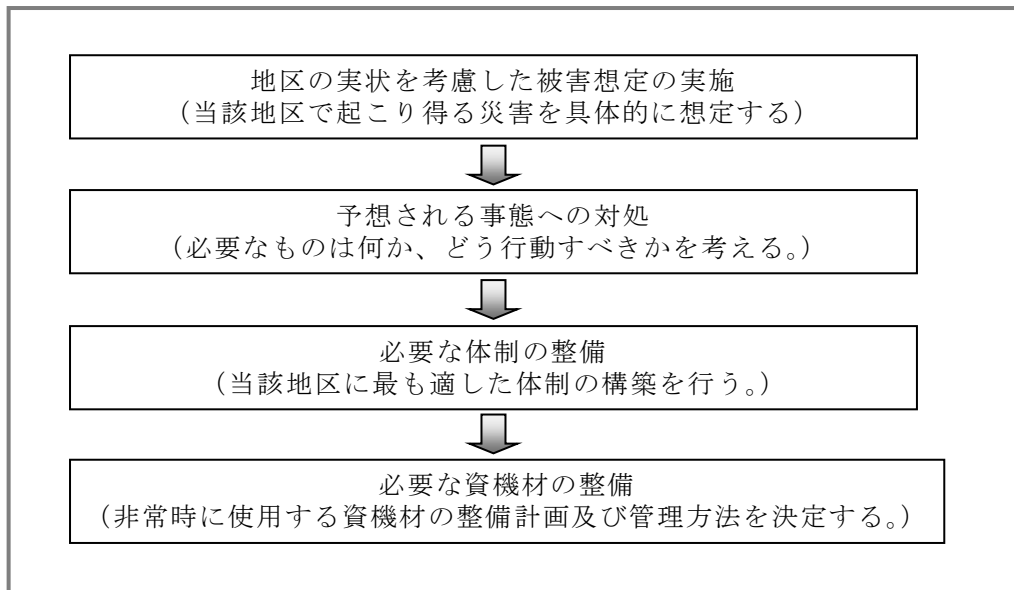 地区の実状を考慮した被害想定の実施
（当該地区で起こり得る災害を具体的に想定する）
予想される事態への対処
（必要なものは何か、どう行動すべきかを考える。）
必要な体制の整備
（当該地区に最も適した体制の構築を行う。）
必要な資機材の整備
（非常時に使用する資機材の整備計画及び管理方法を決定する。）